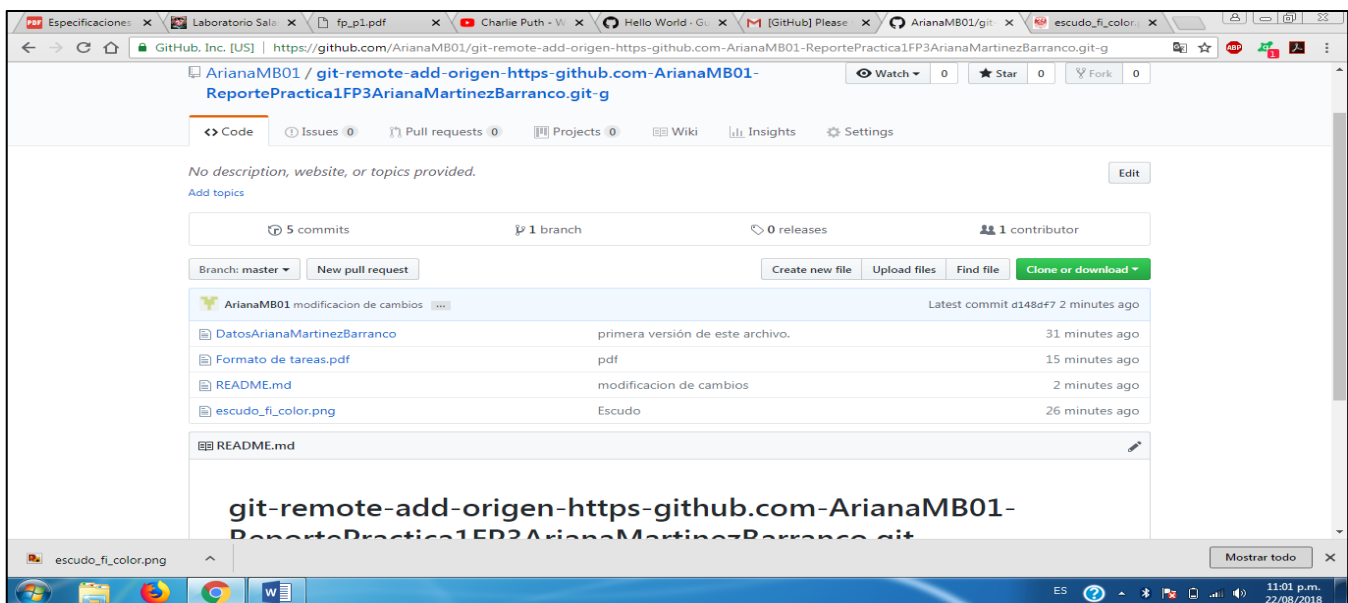 Especificaciones
Laboratorio Sala
fp_p1.pdf
Charlie Puth - W
Hello World · Gu
[GitHub] Please
ArianaMB01/git-
escudo_fi_color.
GitHub, Inc. [US] | https://github.com/ArianaMB01/git-remote-add-origen-https-github.com-ArianaMB01-ReportePractica1FP3ArianaMartinezBarranco.git-g
ABP
1
ArianaMB01 / git-remote-add-origen-https-github.com-ArianaMB01-
ReportePractica1FP3ArianaMartinezBarranco.git-g
Watch 0 Star 0 Fork 0
Code Issues 0 Pull requests 0 Projects 0 Wiki Insights Settings
No description, website, or topics provided.
Edit
Add topics
5 commits 1 branch 0 releases 1 contributor
Branch: master New pull request Create new file Upload files Find file Clone or download
ArianaMB01 modificacion de cambios ... Latest commit d148df7 2 minutes ago
DatosArianaMartinezBarranco primera versión de este archivo. 31 minutes ago
Formato de tareas.pdf pdf 15 minutes ago
README.md modificacion de cambios 2 minutes ago
escudo_fi_color.png Escudo 26 minutes ago
README.md
git-remote-add-origen-https-github.com-ArianaMB01-
ReportePractica1FP3ArianaMartinezBarranco.git
escudo_fi_color.png
Mostrar todo
ES
11:01 p.m.
22/08/2018